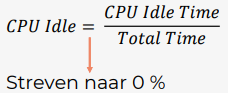 CPU Idle = CPU Idle Time / Total Time
Streven naar 0 %